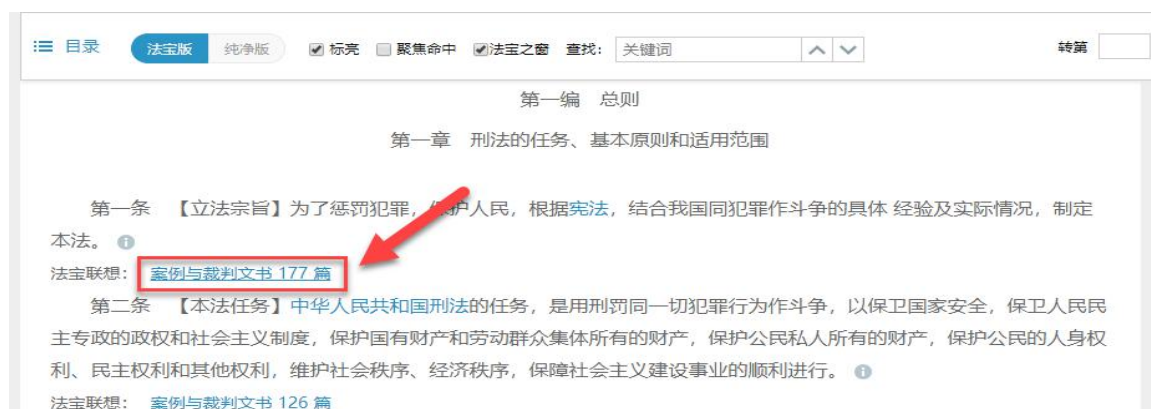 目录 法宝版 纯净版 标亮 聚焦命中 法宝之窗 查找： 关键词 转第
第一编 总则
第一章 刑法的任务、基本原则和适用范围
第一条 【立法宗旨】为了惩罚犯罪，保护人民，根据宪法，结合我国同犯罪作斗争的具体 经验及实际情况，制定
本法。
法宝联想： 案例与裁判文书 177 篇
第二条 【本法任务】中华人民共和国刑法的任务，是用刑罚同一切犯罪行为作斗争，以保卫国家安全，保卫人民民
主专政的政权和社会主义制度，保护国有财产和劳动群众集体所有的财产，保护公民私人所有的财产，保护公民的人身权
利、民主权利和其他权利，维护社会秩序、经济秩序，保障社会主义建设事业的顺利进行。
法宝联想： 案例与裁判文书 126 篇